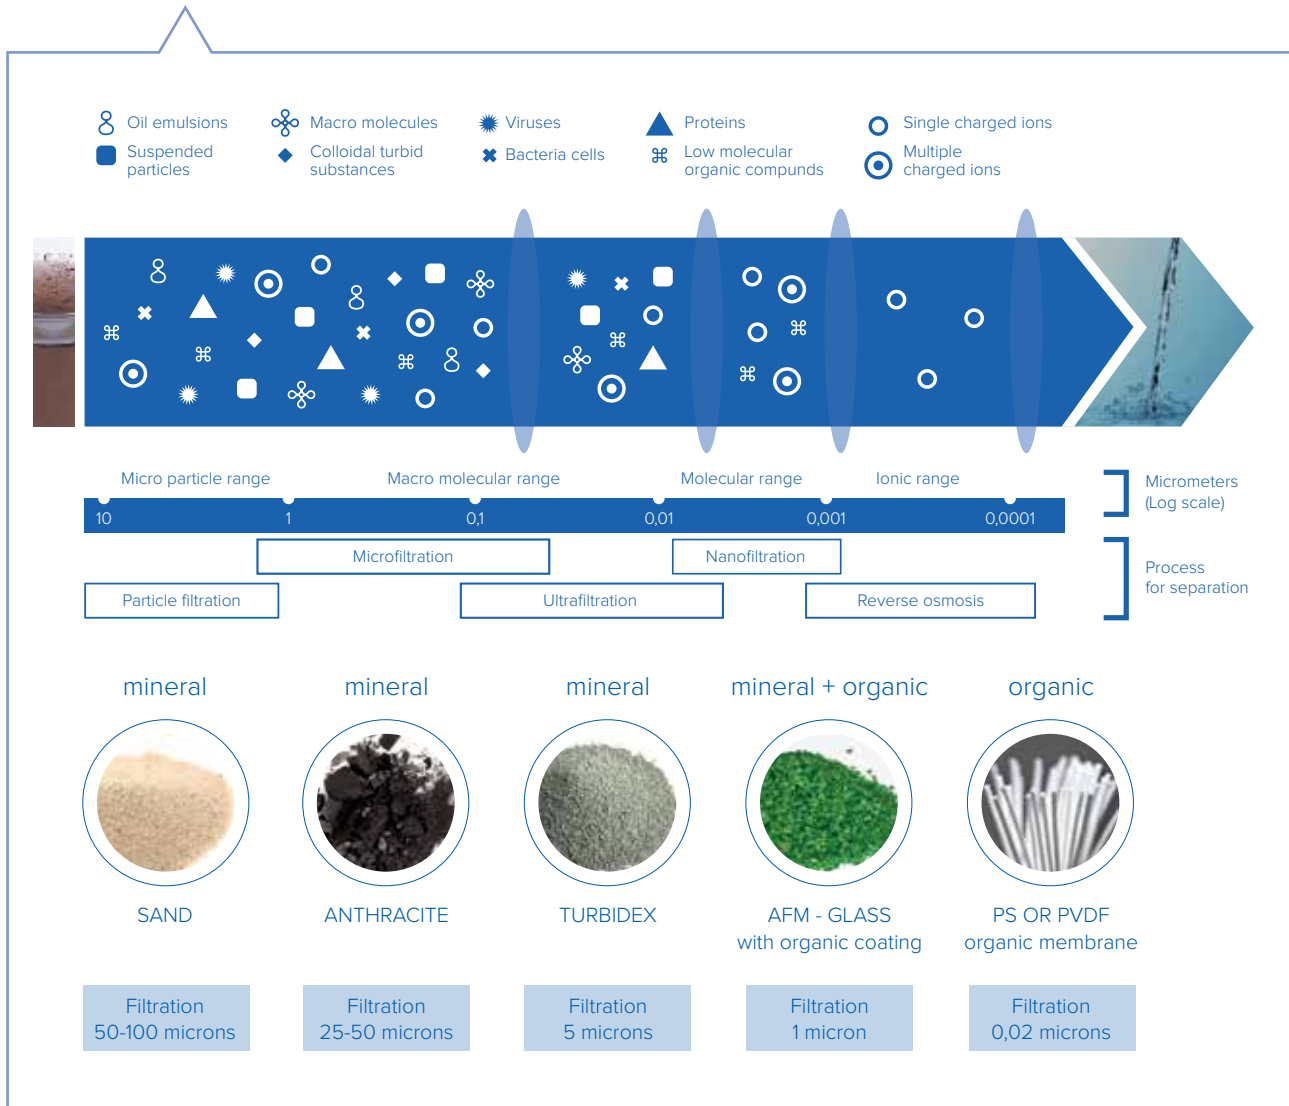 Oil emulsions
Suspended
particles
Macro molecules
Colloidal turbid
substances
Viruses
Bacteria cells
Proteins
Low molecular
organic compunds
Single charged ions
Multiple
charged ions
Micro particle range
Macro molecular range
Molecular range
Ionic range
10
1
0,1
0,01
0,001
0,0001
Micrometers
(Log scale)
Microfiltration
Nanofiltration
Particle filtration
Ultrafiltration
Reverse osmosis
Process
for separation
mineral
mineral
mineral
mineral + organic
organic
SAND
ANTHRACITE
TURBIDEX
AFM - GLASS
with organic coating
PS OR PVDF
organic membrane
Filtration
50-100 microns
Filtration
25-50 microns
Filtration
5 microns
Filtration
1 micron
Filtration
0,02 microns